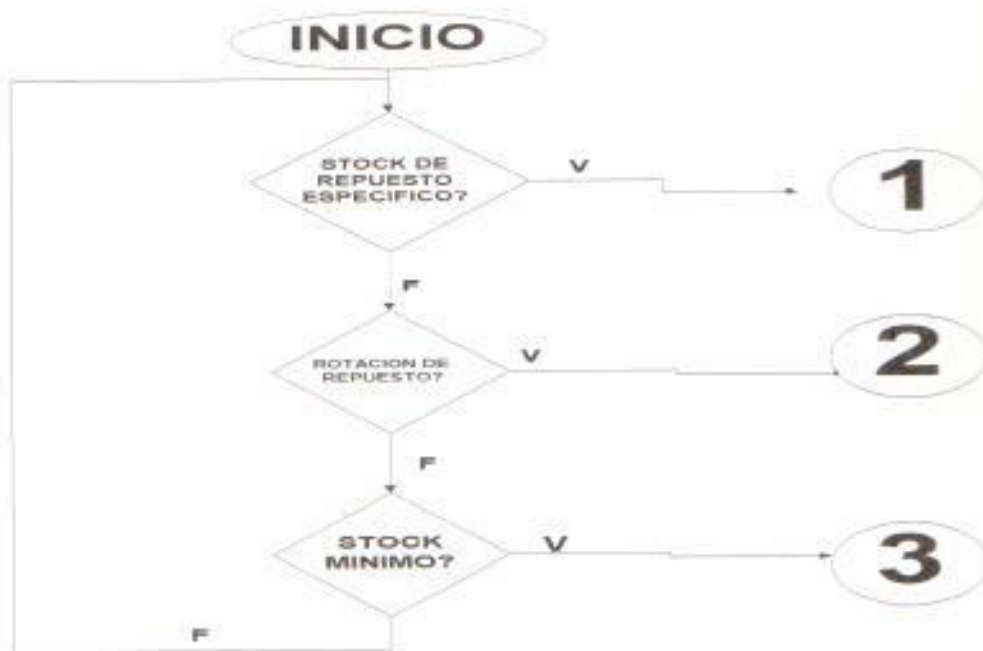 INICIO
STOCK DE
REPUESTO
ESPECIFICO?
V
1
F
ROTACION DE
REPUESTO?
V
2
F
STOCK
MINIMO?
V
3
F